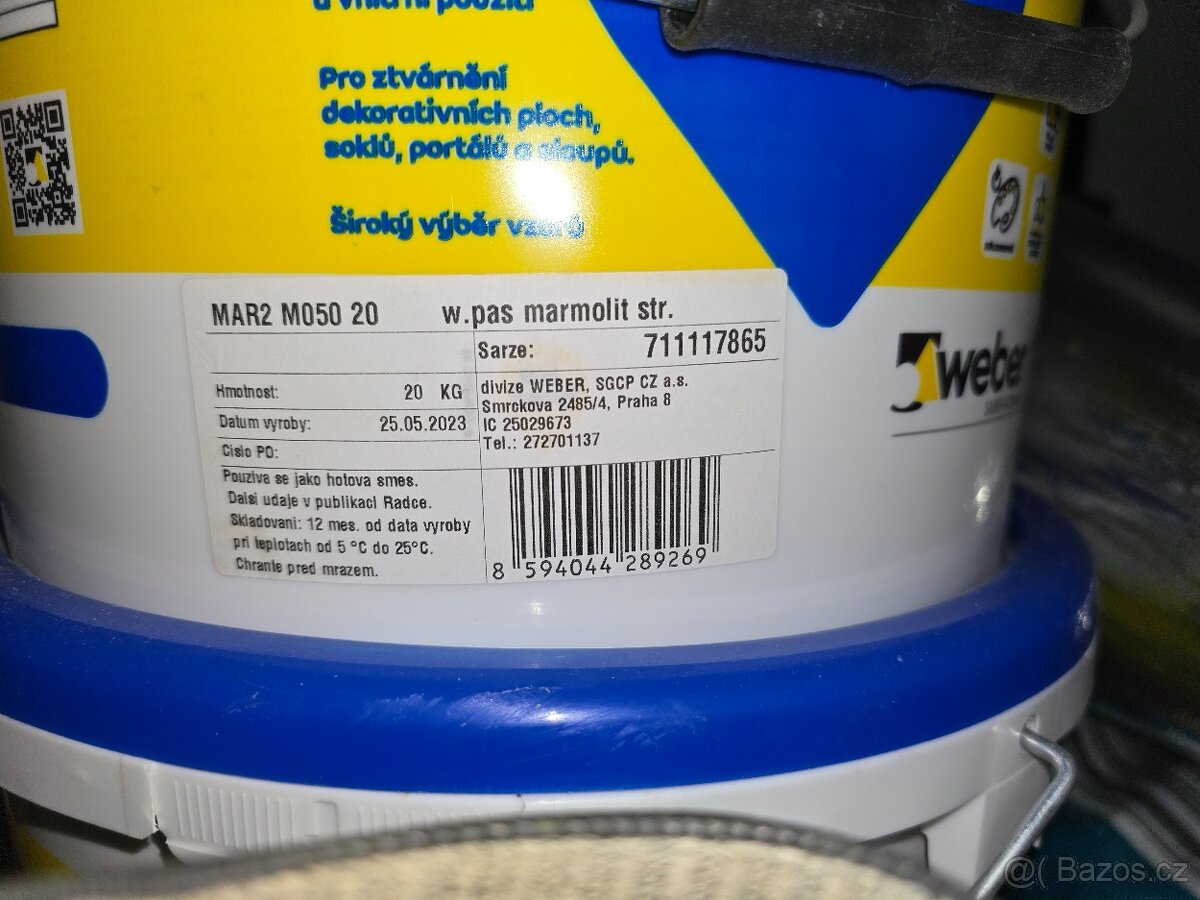 Pro ztvárnění
dekorativních ploch,
soklů, portálů a sloupů.
Široký výběr vzorů
MAR2 M050 20 w.pas marmolit str.
Sarze: 711117865
Hmotnost: 20 KG
Datum vyroby: 25.05.2023
Cislo PO:
divize WEBER, SGCP CZ a.s.
Smrckova 2485/4, Praha 8
IC 25029673
Tel.: 272701137
Pouziva se jako hotova smes.
Dalsi udaje v publikaci Radce.
Skladovani: 12 mes. od data vyroby
pri teplotach od 5 °C do 25°C.
Chrante pred mrazem.
8 594044 289269
weber
@( Bazos.cz